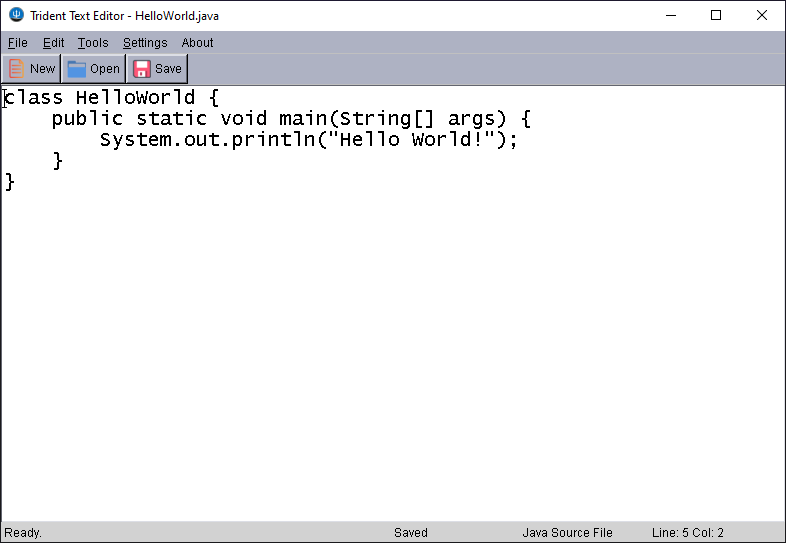 Trident Text Editor - HelloWorld.java
File Edit Tools Settings About
New Open Save
class HelloWorld {
    public static void main(String[] args) {
        System.out.println("Hello World!");
    }
}
Ready. Saved Java Source File Line: 5 Col: 2